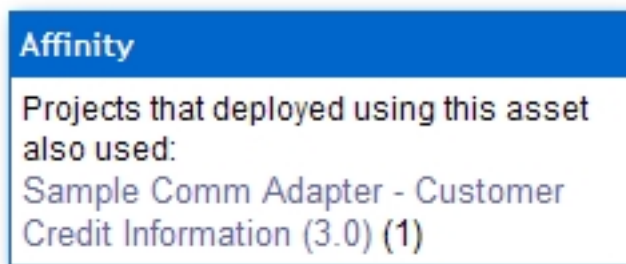 Affinity
Projects that deployed using this asset
also used:
Sample Comm Adapter - Customer
Credit Information (3.0) (1)